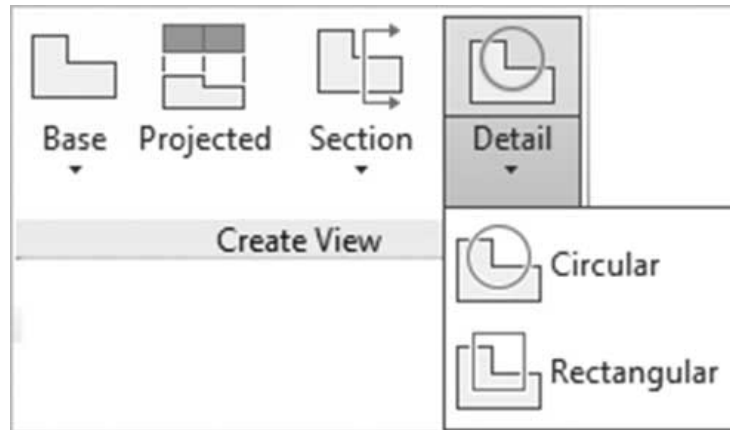 Base Projected Section Detail
Create View
Circular
Rectangular